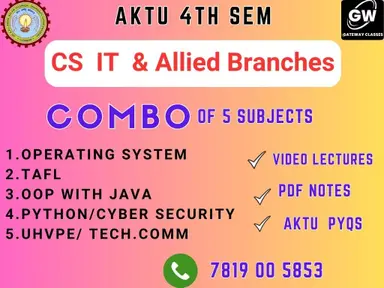 AKTU 4TH SEM
GW
GATEWAY CLASSES
CS IT & Allied Branches
COMBO OF 5 SUBJECTS
1.OPERATING SYSTEM
2.TAFL
3.OOP WITH JAVA
4.PYTHON/CYBER SECURITY
5.UHVPE/ TECH.COMM
VIDEO LECTURES
PDF NOTES
AKTU PYQS
7819 00 5853